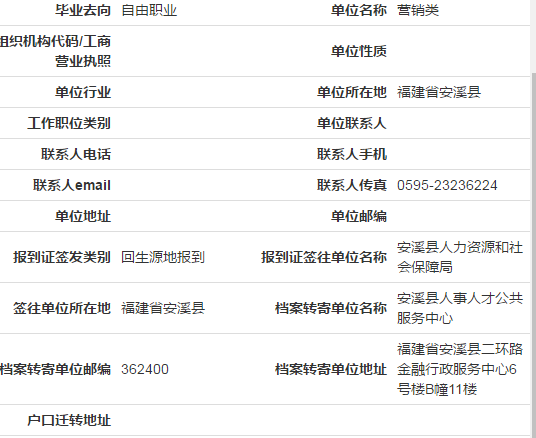 毕业去向 自由职业 单位名称 营销类
组织机构代码/工商
营业执照 单位性质
单位行业 单位所在地 福建省安溪县
工作职位类别 单位联系人
联系人电话 联系人手机
联系人email 联系人传真 0595-23236224
单位地址 单位邮编
报到证签发类别 回生源地报到 报到证签往单位名称 安溪县人力资源和社
会保障局
签往单位所在地 福建省安溪县 档案转寄单位名称 安溪县人事人才公共
服务中心
档案转寄单位邮编 362400 档案转寄单位地址 福建省安溪县二环路
金融行政服务中心6
号楼B幢11楼
户口迁转地址